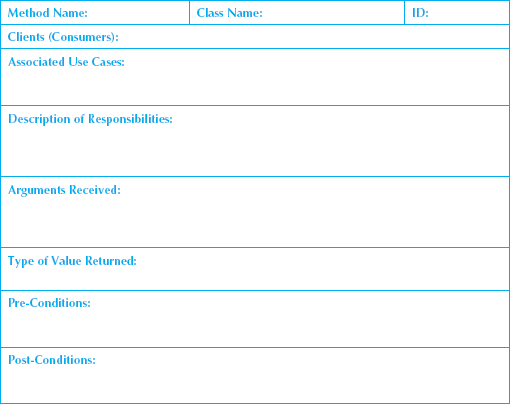 Method Name: Class Name: ID:
Clients (Consumers):
Associated Use Cases:
Description of Responsibilities:
Arguments Received:
Type of Value Returned:
Pre-Conditions:
Post-Conditions: